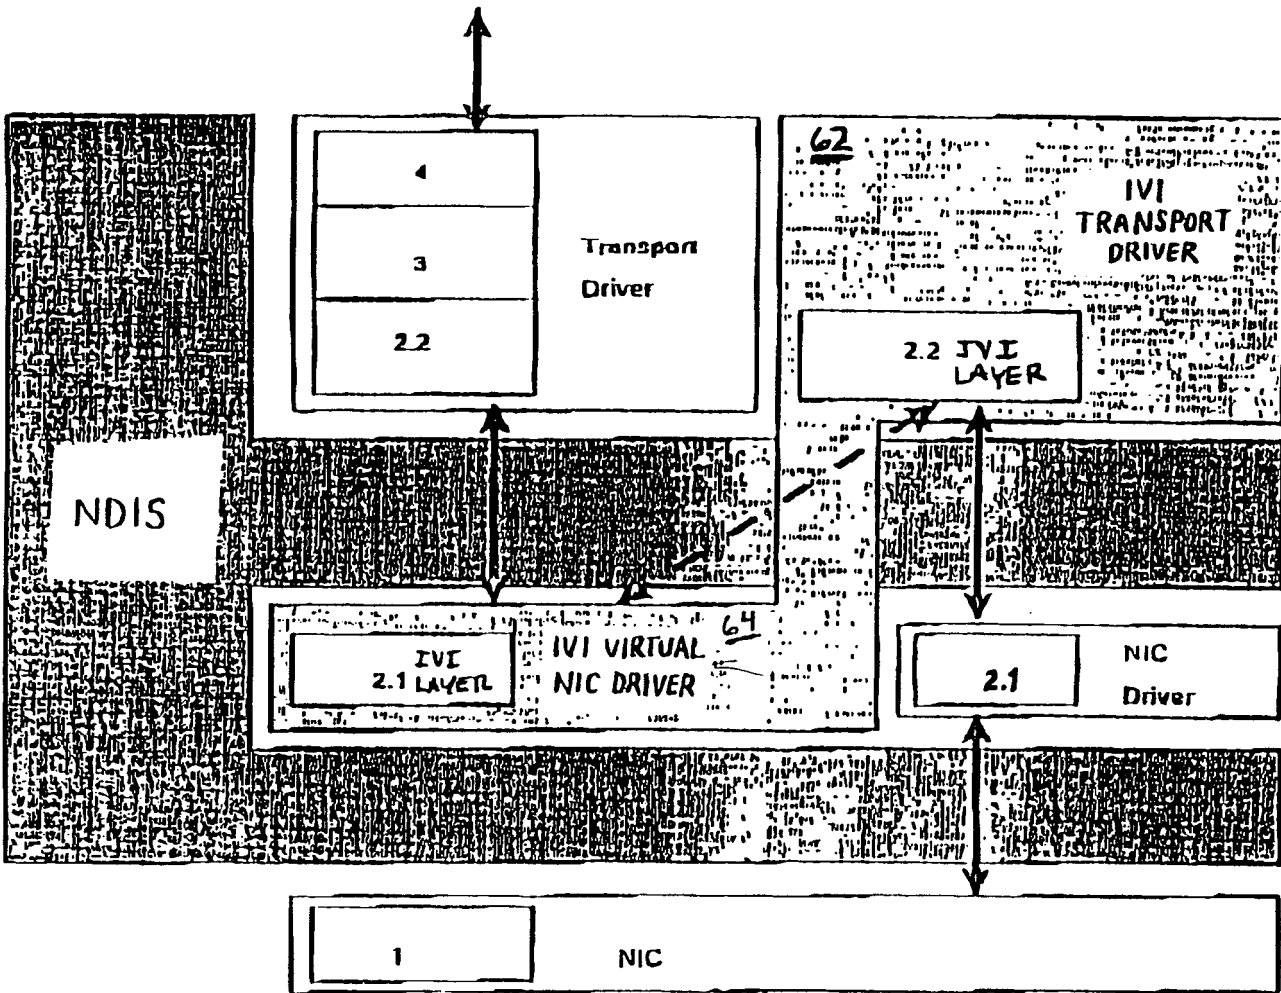 4
3
2.2
Transport
Driver
62
IVI
TRANSPORT
DRIVER
2.2 IVI
LAYER
NDIS
IVI
2.1 LAYER
IVI VIRTUAL
NIC DRIVER
64
2.1
NIC
Driver
1
NIC